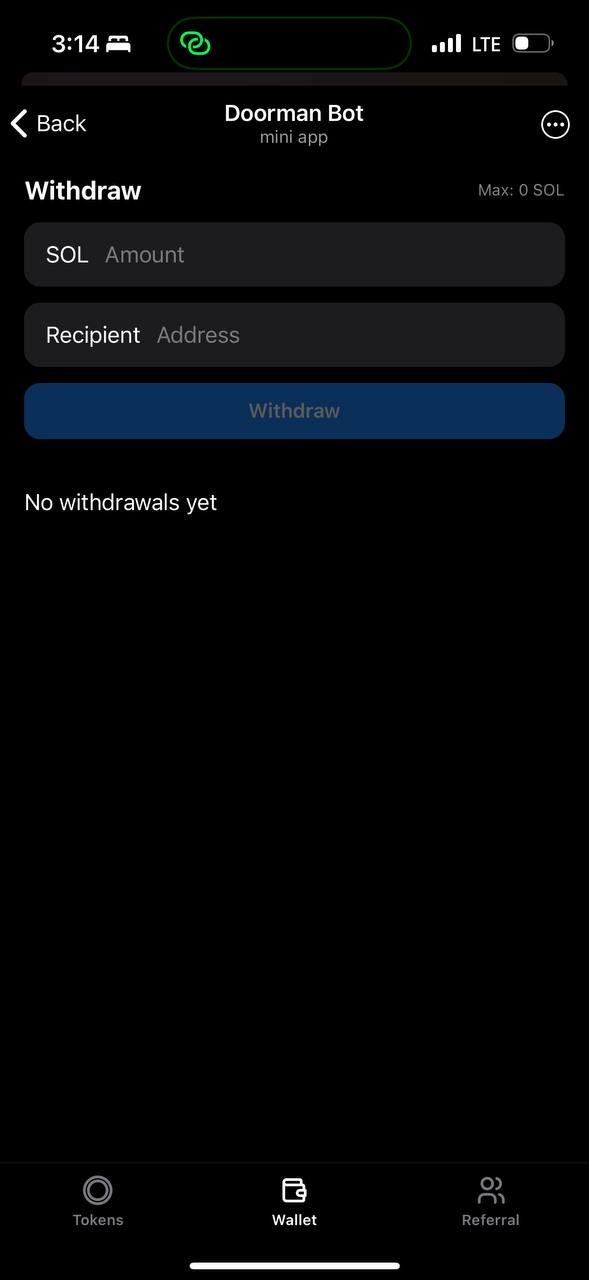 3:14
LTE
Back
Doorman Bot
mini app
Withdraw
Max: 0 SOL
SOL Amount
Recipient Address
Withdraw
No withdrawals yet
Tokens
Wallet
Referral